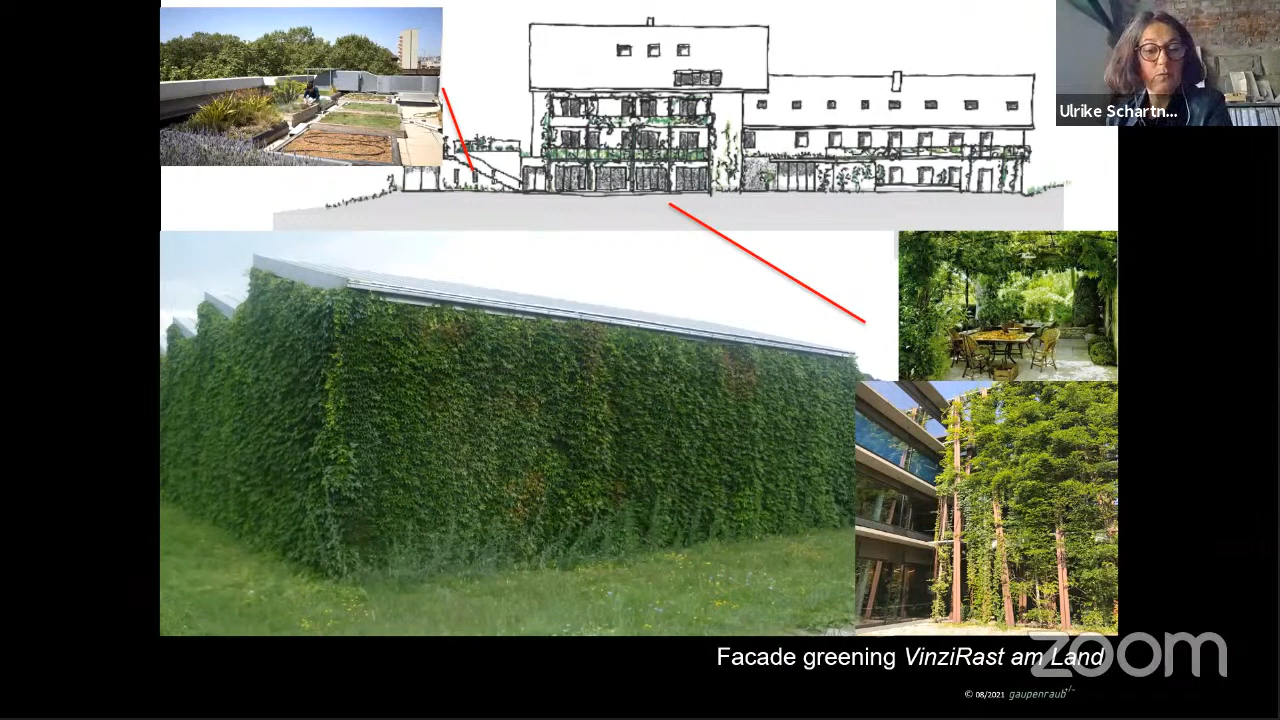 Ulrike Schartn...
Facade greening VinziRast am Land
zoom
© 08/2021 gaupenraub +/-